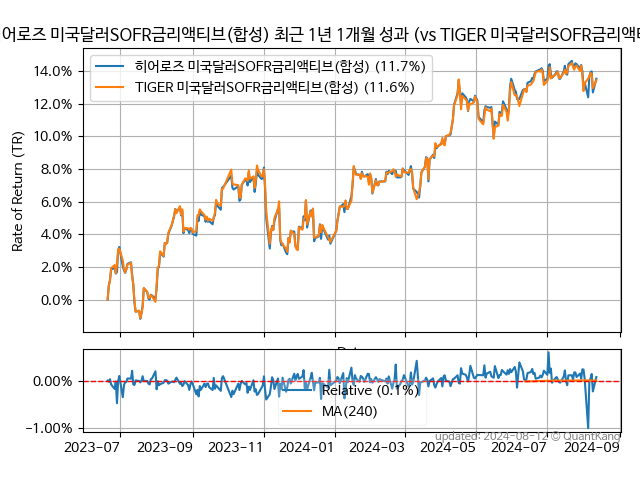 어로즈 미국달러SOFR금리액티브(합성) 최근 1년 1개월 성과 (vs TIGER 미국달러SOFR금리액티
히어로즈 미국달러SOFR금리액티브(합성) (11.7%)
TIGER 미국달러SOFR금리액티브(합성) (11.6%)
Rate of Return (TR)
14.0%
12.0%
10.0%
8.0%
6.0%
4.0%
2.0%
0.0%
0.00%
-1.00%
Relative (0.1%)
MA(240)
updated: 2024-08-12 © QuantKang
2023-07 2023-09 2023-11 2024-01 2024-03 2024-05 2024-07 2024-09